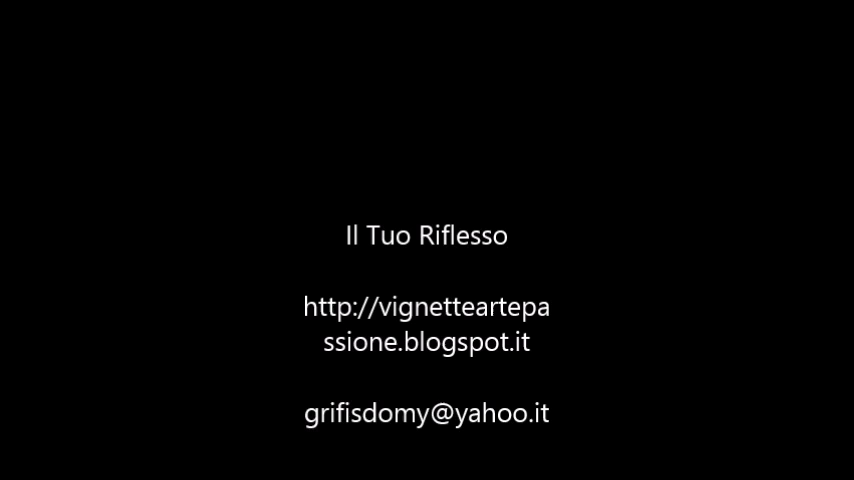 Il Tuo Riflesso
http://vignetteartepa
ssione.blogspot.it
grifisdomy@yahoo.it